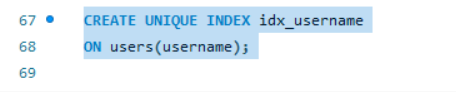 67 CREATE UNIQUE INDEX idx_username
68 ON users(username);
69